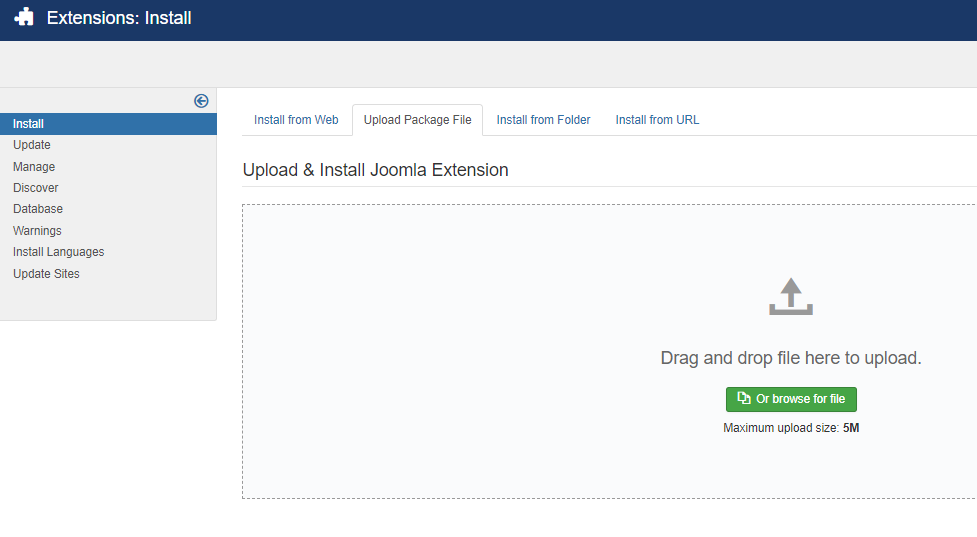 Extensions: Install
Install
Update
Manage
Discover
Database
Warnings
Install Languages
Update Sites
Install from Web
Upload Package File
Install from Folder
Install from URL
Upload & Install Joomla Extension
Drag and drop file here to upload.
Or browse for file
Maximum upload size: 5M